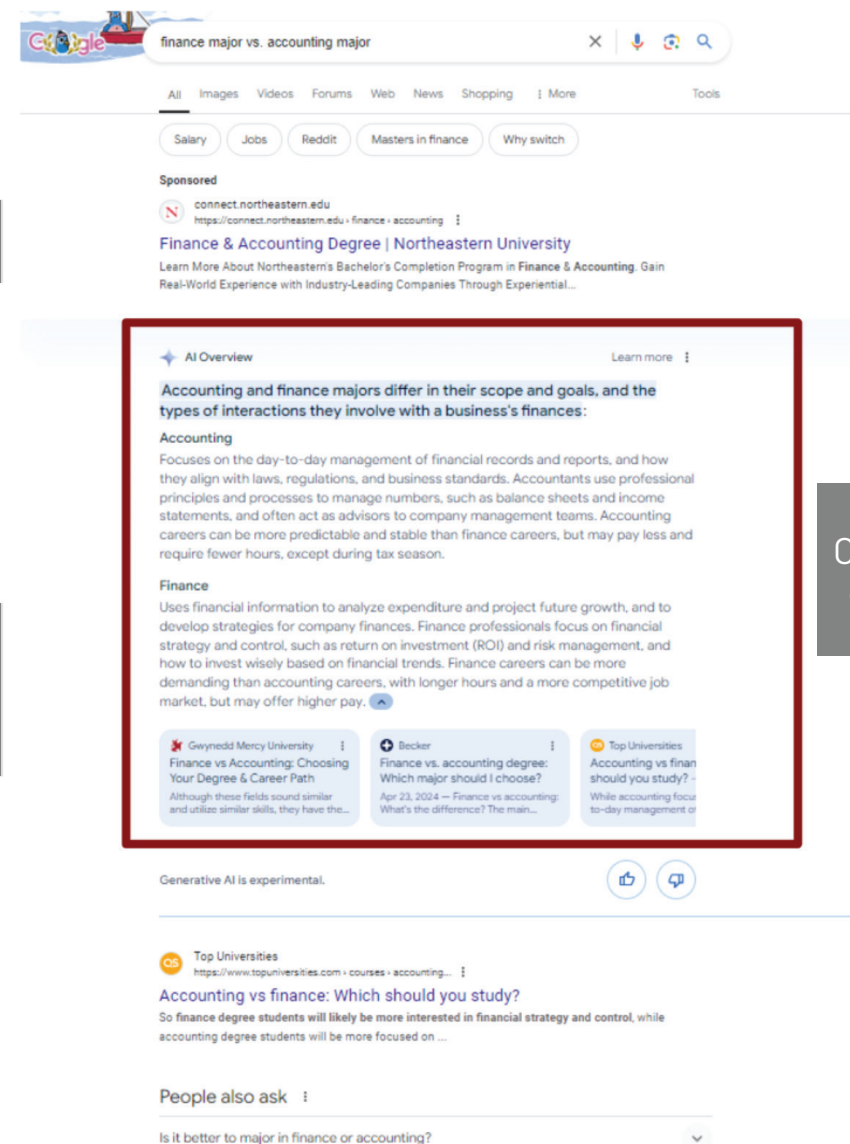 Google
finance major vs. accounting major
All Images Videos Forums Web News Shopping More Tools
Salary Jobs Reddit Masters in finance Why switch
Sponsored
N
connect.northeastern.edu
https://connect.northeastern.edu › finance › accounting
Finance & Accounting Degree | Northeastern University
Learn More About Northeastern's Bachelor's Completion Program in Finance & Accounting. Gain
Real-World Experience with Industry-Leading Companies Through Experiential...
AI Overview Learn more
Accounting and finance majors differ in their scope and goals, and the
types of interactions they involve with a business's finances:
Accounting
Focuses on the day-to-day management of financial records and reports, and how
they align with laws, regulations, and business standards. Accountants use professional
principles and processes to manage numbers, such as balance sheets and income
statements, and often act as advisors to company management teams. Accounting
careers can be more predictable and stable than finance careers, but may pay less and
require fewer hours, except during tax season.
Finance
Uses financial information to analyze expenditure and project future growth, and to
develop strategies for company finances. Finance professionals focus on financial
strategy and control, such as return on investment (ROI) and risk management, and
how to invest wisely based on financial trends. Finance careers can be more
demanding than accounting careers, with longer hours and a more competitive job
market, but may offer higher pay.
Gwynedd Mercy University
Finance vs Accounting: Choosing
Your Degree & Career Path
Although these fields sound similar
and utilize similar skills, they have the...
Becker
Finance vs. accounting degree:
Which major should I choose?
Apr 23, 2024 — Finance vs accounting:
What's the difference? The main...
QS Top Universities
Accounting vs finan
should you study? -
While accounting focu
to-day management o
Generative AI is experimental.
QS
Top Universities
https://www.topuniversities.com › courses › accounting...
Accounting vs finance: Which should you study?
So finance degree students will likely be more interested in financial strategy and control, while
accounting degree students will be more focused on ...
People also ask
Is it better to major in finance or accounting?